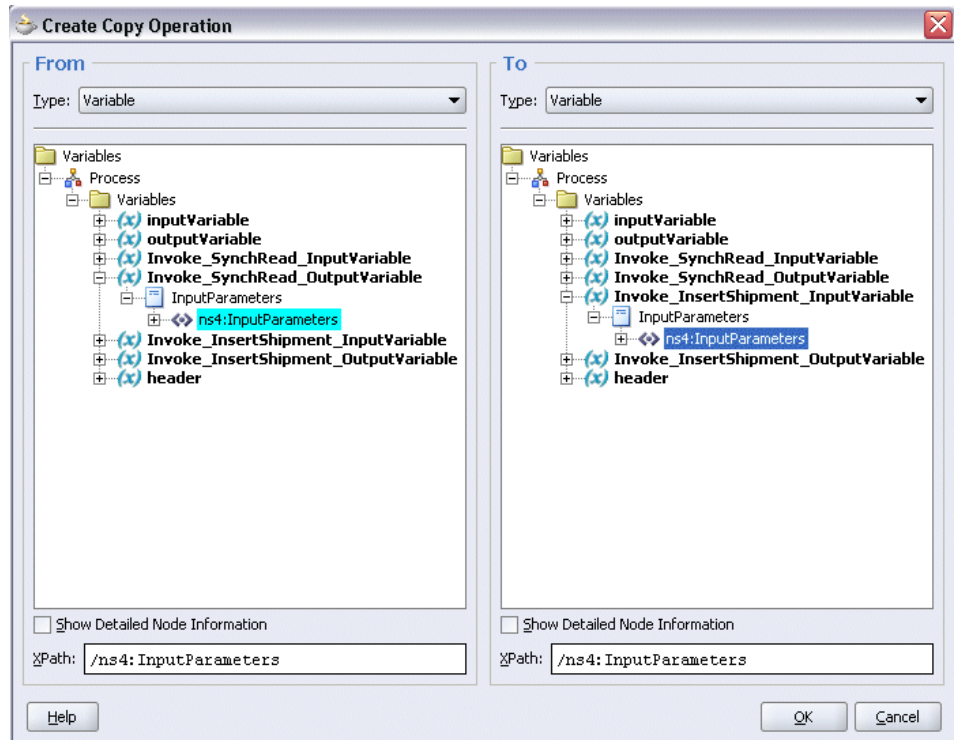 Create Copy Operation
From
Type: Variable
Variables
Process
Variables
(x) inputVariable
(x) outputVariable
(x) Invoke_SynchRead_InputVariable
(x) Invoke_SynchRead_OutputVariable
InputParameters
ns4:InputParameters
(x) Invoke_InsertShipment_InputVariable
(x) Invoke_InsertShipment_OutputVariable
(x) header
Show Detailed Node Information
XPath: /ns4:InputParameters
To
Type: Variable
Variables
Process
Variables
(x) inputVariable
(x) outputVariable
(x) Invoke_SynchRead_InputVariable
(x) Invoke_SynchRead_OutputVariable
(x) Invoke_InsertShipment_InputVariable
InputParameters
ns4:InputParameters
(x) Invoke_InsertShipment_OutputVariable
(x) header
Show Detailed Node Information
XPath: /ns4:InputParameters
Help
OK
Cancel